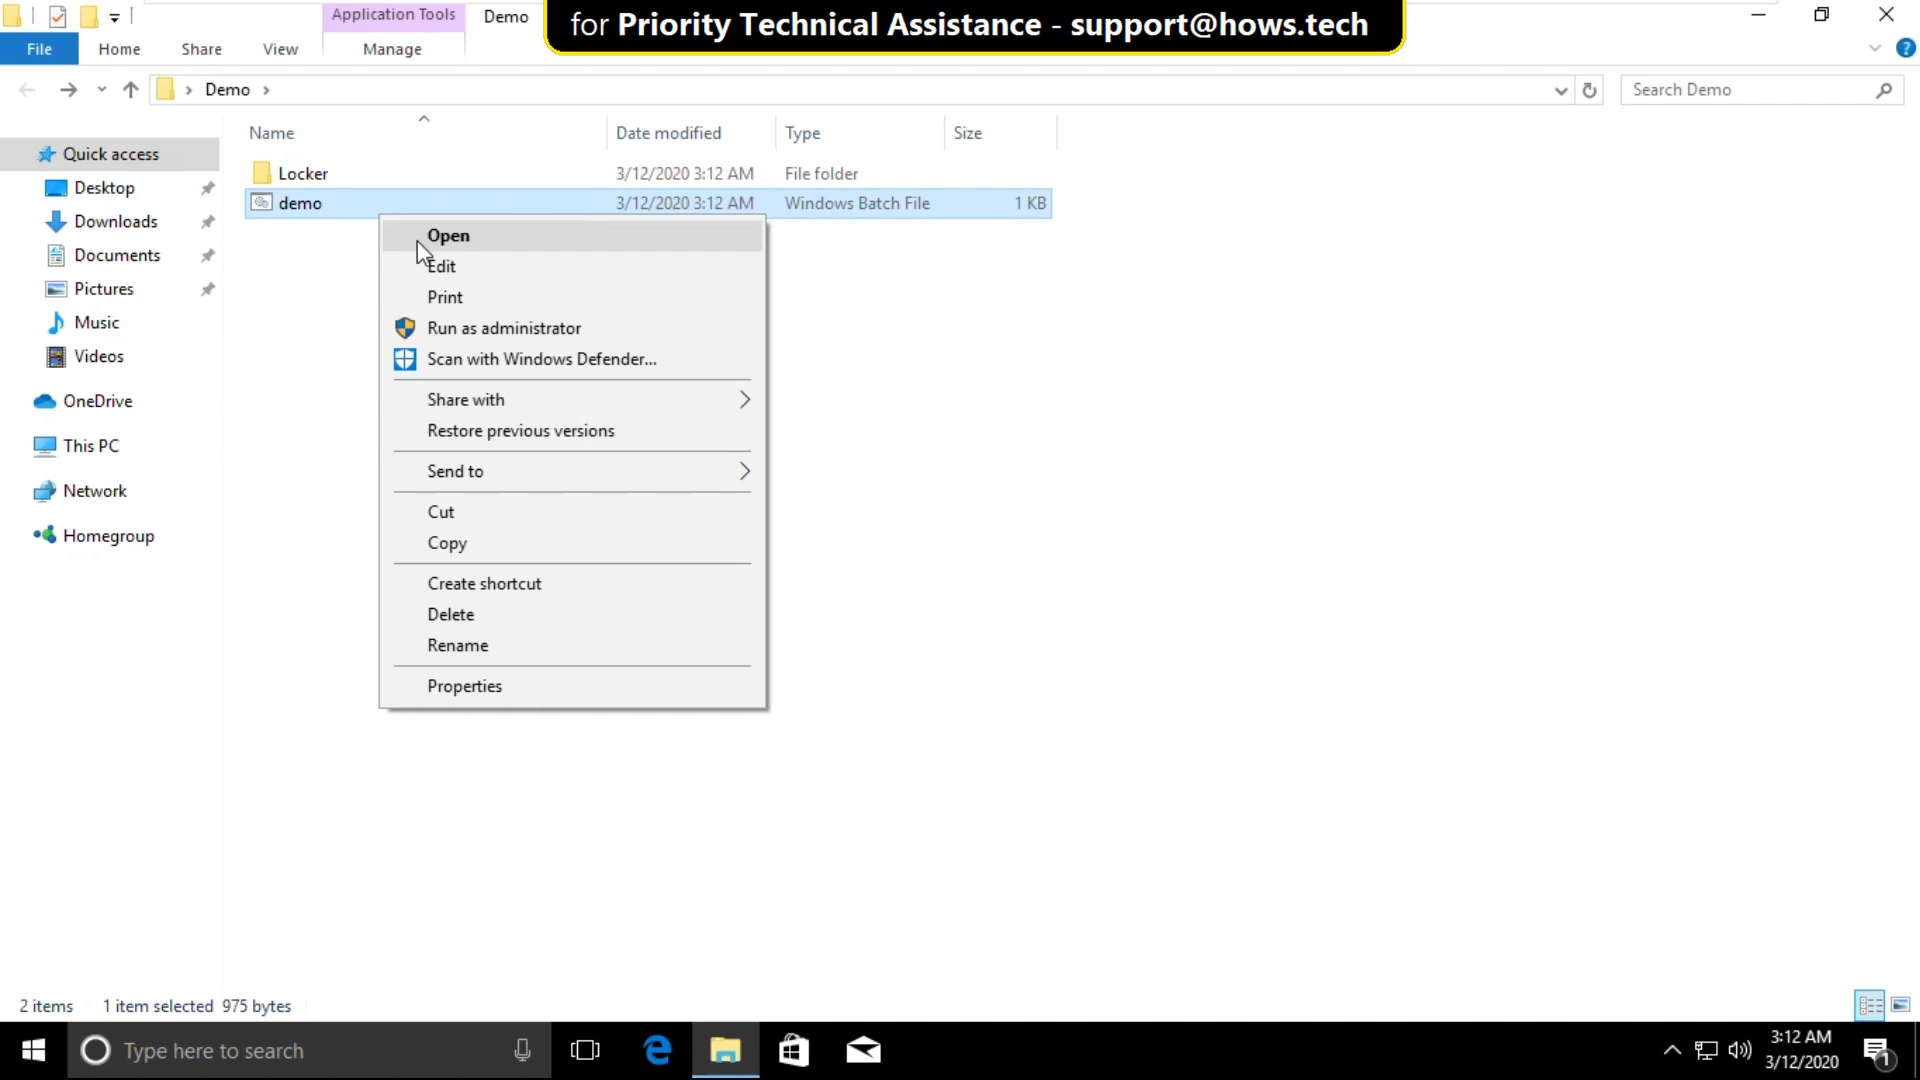 Application Tools
Demo
for Priority Technical Assistance - support@hows.tech
File
Home
Share
View
Manage
Demo
Search Demo
Name
Date modified
Type
Size
Quick access
Locker
3/12/2020 3:12 AM
File folder
Desktop
demo
3/12/2020 3:12 AM
Windows Batch File
1 KB
Downloads
Documents
Pictures
Music
Videos
OneDrive
This PC
Network
Homegroup
Open
Edit
Print
Run as administrator
Scan with Windows Defender...
Share with
Restore previous versions
Send to
Cut
Copy
Create shortcut
Delete
Rename
Properties
2 items
1 item selected 975 bytes
Type here to search
3:12 AM
3/12/2020
1